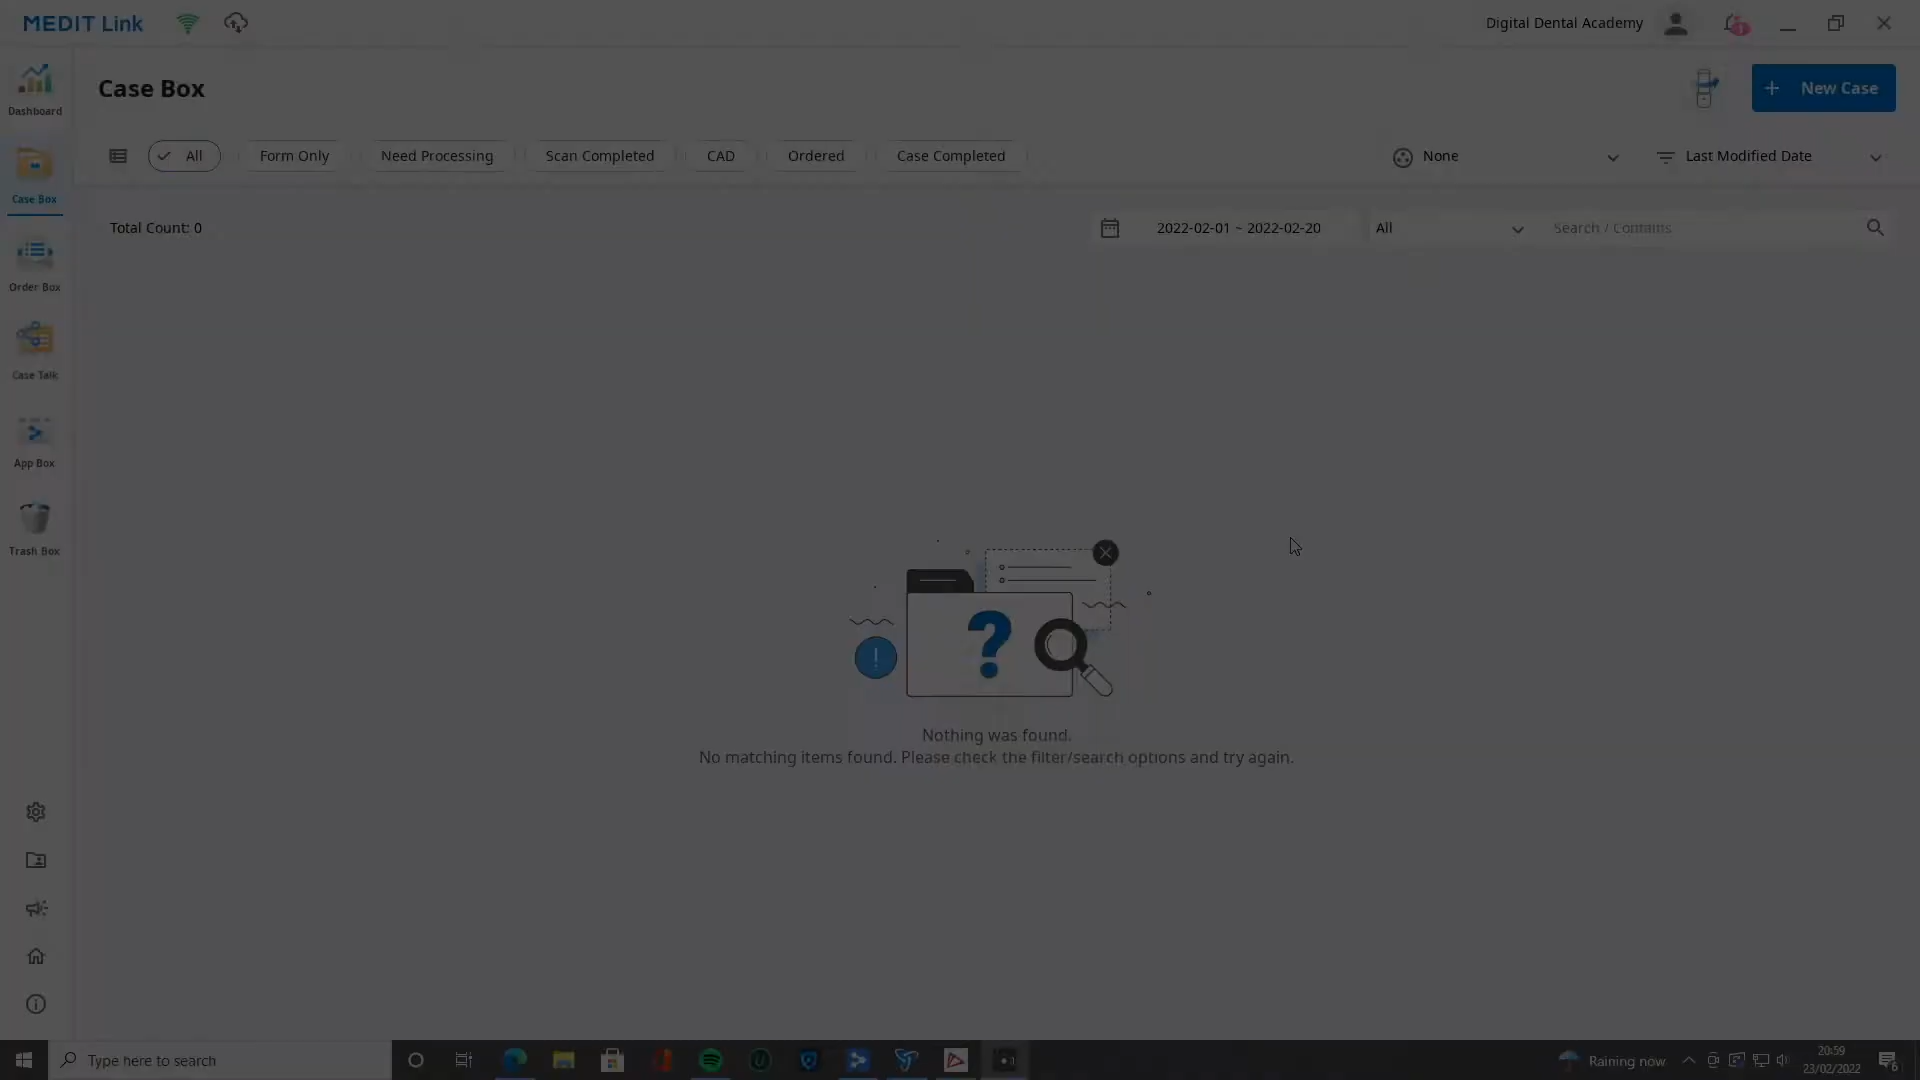 MEDIT Link
Digital Dental Academy
1
Dashboard
Case Box
Order Box
Case Talk
App Box
Trash Box
Case Box
+ New Case
All
Form Only
Need Processing
Scan Completed
CAD
Ordered
Case Completed
None
Last Modified Date
Total Count: 0
2022-02-01 ~ 2022-02-20
All
Search / Contains
?
!
Nothing was found.
No matching items found. Please check the filter/search options and try again.
Type here to search
Raining now
20:59
23/02/2022
6